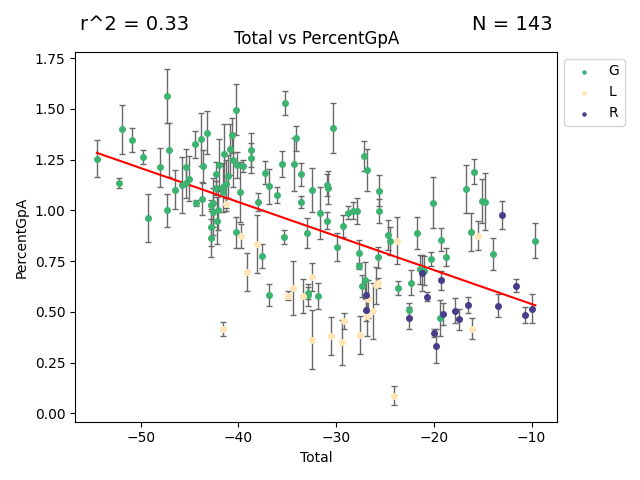 r^2 = 0.33
N = 143
Total vs PercentGpA
1.75
1.50
1.25
1.00
0.75
0.50
0.25
0.00
PercentGpA
−50
−40
−30
−20
−10
Total
G
L
R